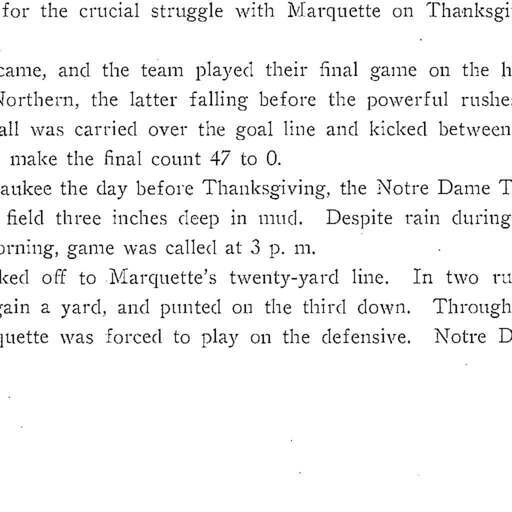 for the crucial struggle with Marquette on Thanksgi
came, and the team played their final game on the h
Northern, the latter falling before the powerful rushe
all was carried over the goal line and kicked between
make the final count 47 to 0.
aukee the day before Thanksgiving, the Notre Dame T
field three inches deep in mud. Despite rain during
orning, game was called at 3 p. m.
ked off to Marquette's twenty-yard line. In two ru
gain a yard, and punted on the third down. Through
quette was forced to play on the defensive. Notre D